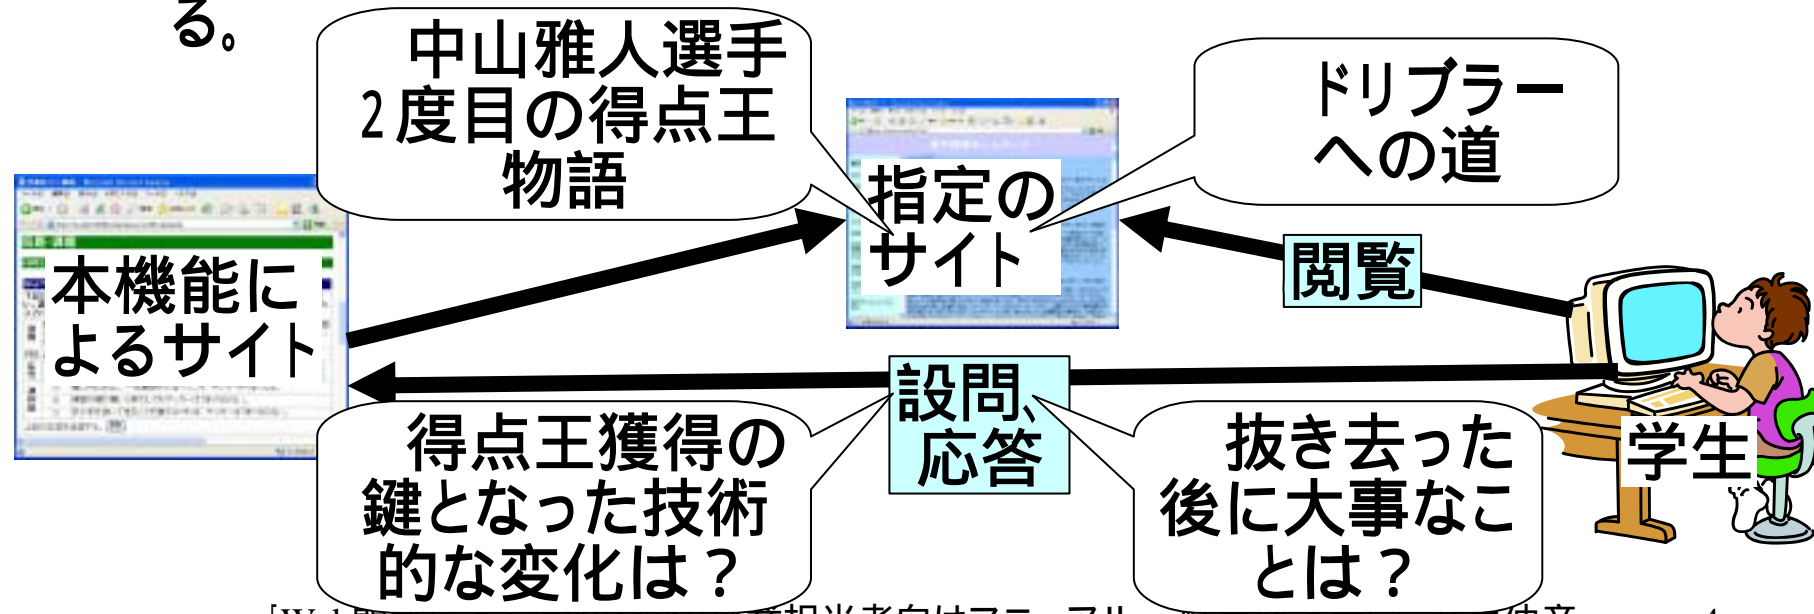 る。
中山雅人選手
2度目の得点王
物語
ドリブラー
への道
指定の
サイト
本機能に
よるサイト
閲覧
設問、
応答
得点王獲得の
鍵となった技術
的な変化は？
抜き去った
後に大事なこ
とは？
学生